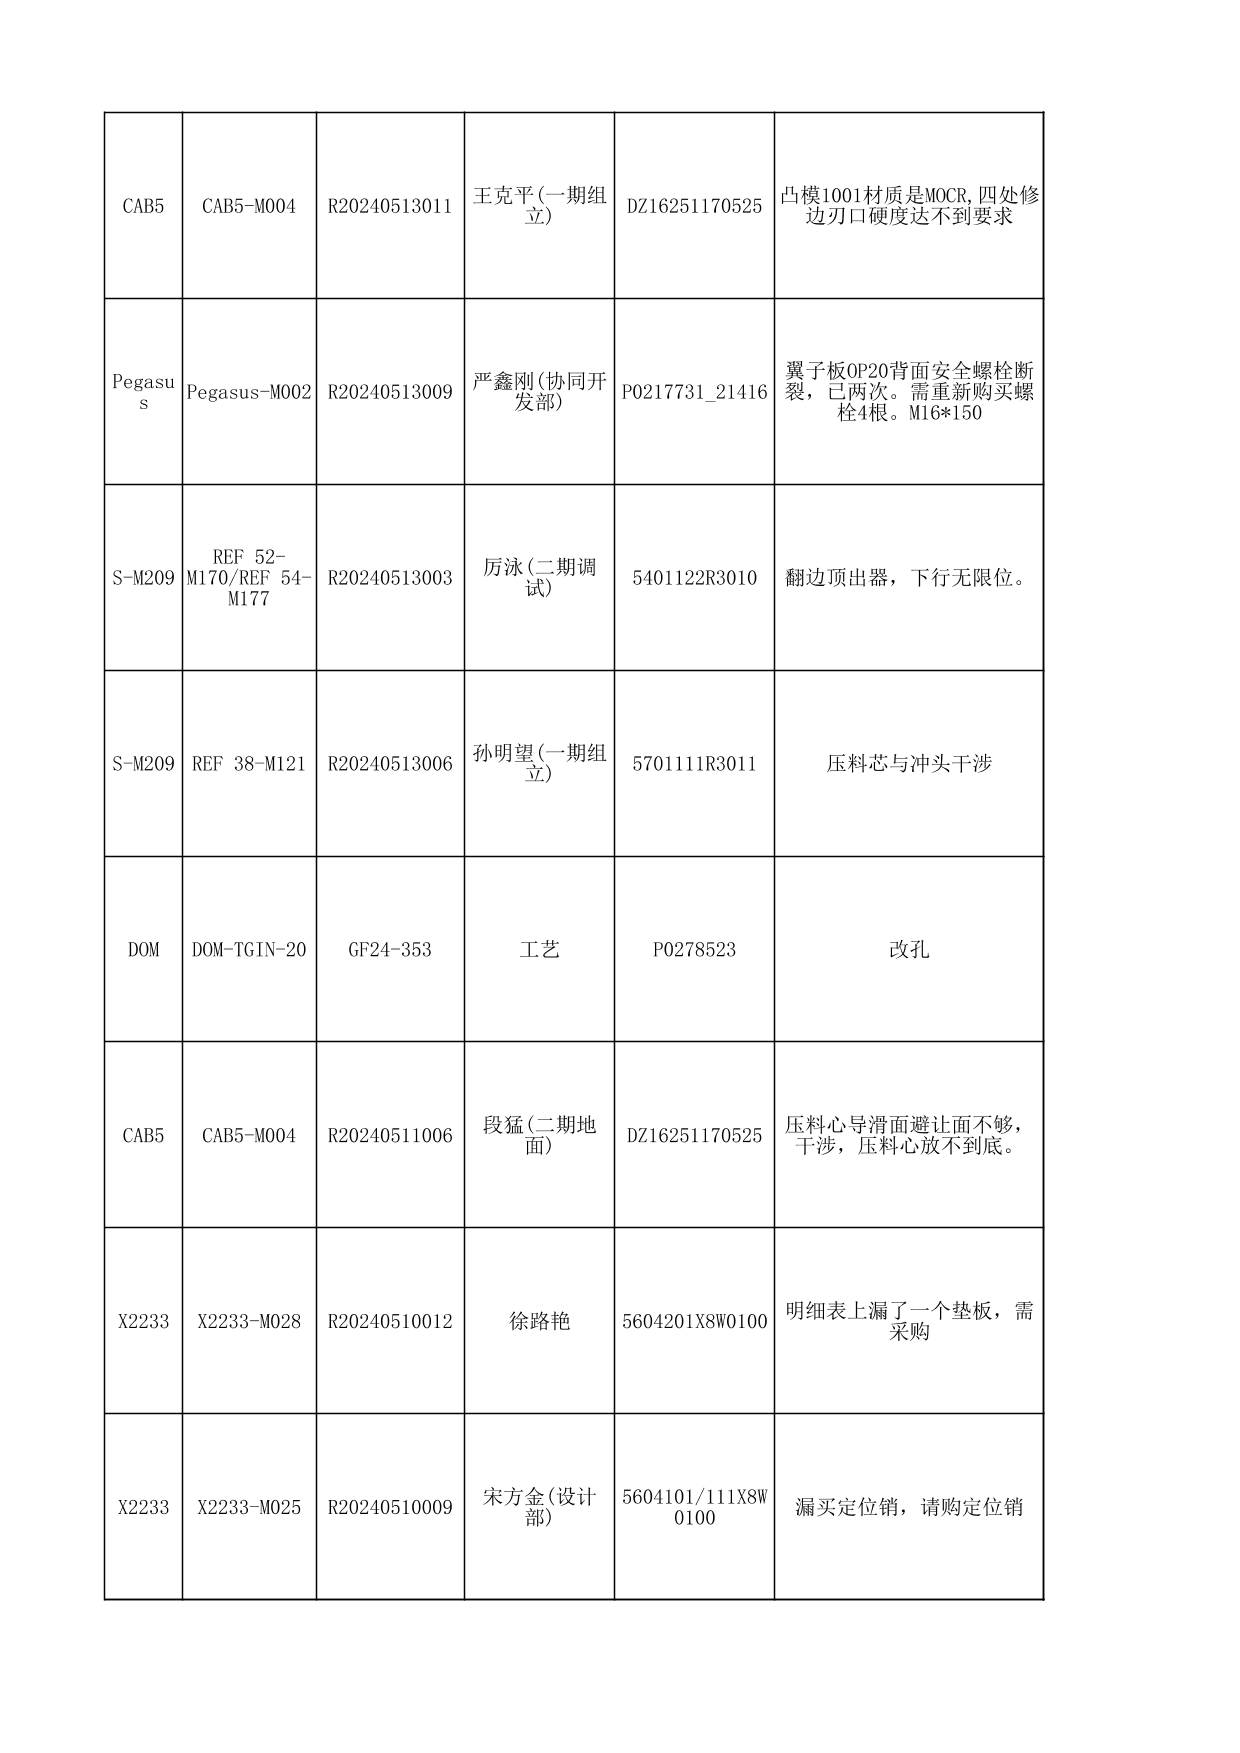 CAB5
CAB5-M004
R20240513011
王克平(一期组
立)
DZ16251170525
凸模1001材质是MOCR,四处修
边刃口硬度达不到要求
Pegasu
s
Pegasus-M002
R20240513009
严鑫刚(协同开
发部)
P0217731_21416
翼子板OP20背面安全螺栓断
裂，已两次。需重新购买螺
栓4根。M16*150
S-M209
REF 52-
M170/REF 54-
M177
R20240513003
厉泳(二期调
试)
5401122R3010
翻边顶出器，下行无限位。
S-M209
REF 38-M121
R20240513006
孙明望(一期组
立)
5701111R3011
压料芯与冲头干涉
DOM
DOM-TGIN-20
GF24-353
工艺
P0278523
改孔
CAB5
CAB5-M004
R20240511006
段猛(二期地
面)
DZ16251170525
压料心导滑面避让面不够，
干涉，压料心放不到底。
X2233
X2233-M028
R20240510012
徐路艳
5604201X8W0100
明细表上漏了一个垫板，需
采购
X2233
X2233-M025
R20240510009
宋方金(设计
部)
5604101/111X8W
0100
漏买定位销，请购定位销